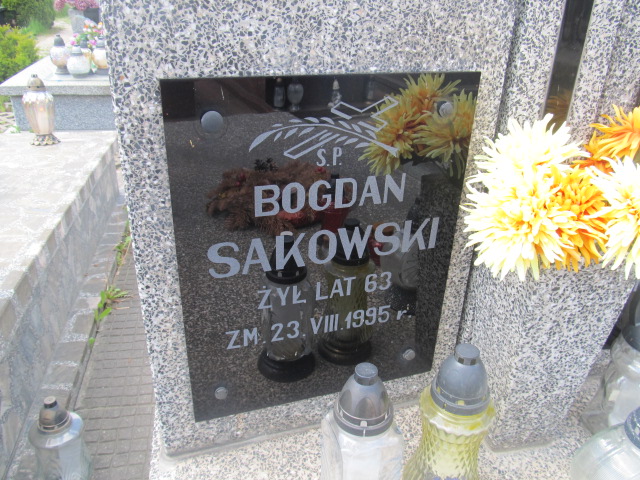 Ś.P.
BOGDAN
SAKOWSKI
ŻYŁ LAT 63
ZM. 23. VIII. 1995 r.